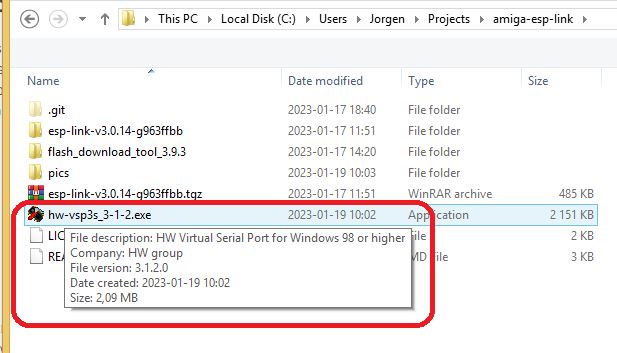 This PC ▸ Local Disk (C:) ▸ Users ▸ Jorgen ▸ Projects ▸ amiga-esp-link ▸
Name Date modified Type Size
.git 2023-01-17 18:40 File folder
esp-link-v3.0.14-g963ffbb 2023-01-17 11:51 File folder
flash_download_tool_3.9.3 2023-01-17 14:20 File folder
pics 2023-01-19 10:03 File folder
esp-link-v3.0.14-g963ffbb.tgz 2023-01-17 11:51 WinRAR archive 485 KB
hw-vsp3s_3-1-2.exe 2023-01-19 10:02 Application 2 151 KB
LIC File 2 KB
File description: HW Virtual Serial Port for Windows 98 or higher
REA MD File 3 KB
Company: HW group
File version: 3.1.2.0
Date created: 2023-01-19 10:02
Size: 2,09 MB